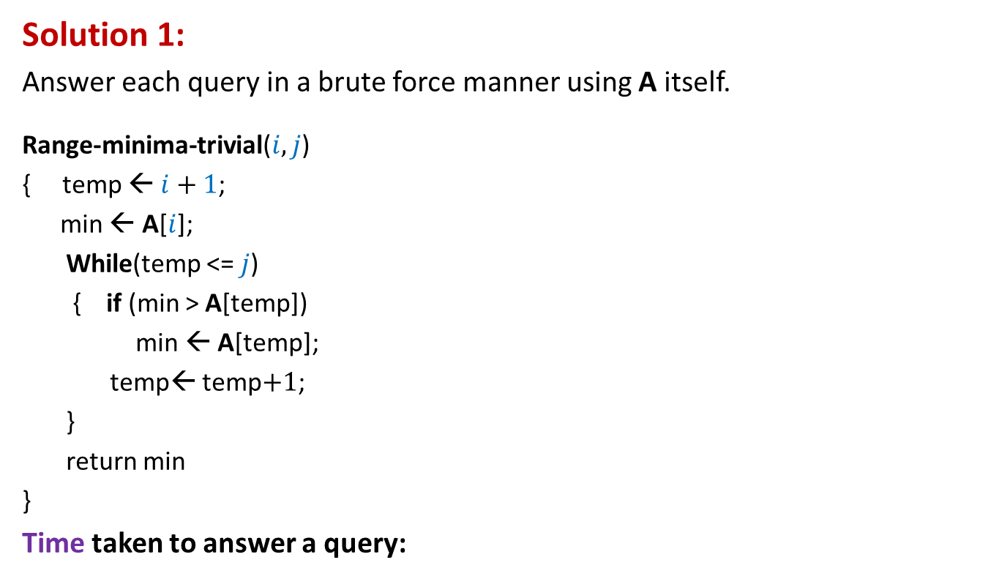 Solution 1:
Answer each query in a brute force manner using A itself.
Range-minima-trivial(i, j)
{ temp ← i + 1;
min ← A[i];
While(temp <= j)
{ if (min > A[temp])
min ← A[temp];
temp← temp+1;
}
return min
}
Time taken to answer a query: